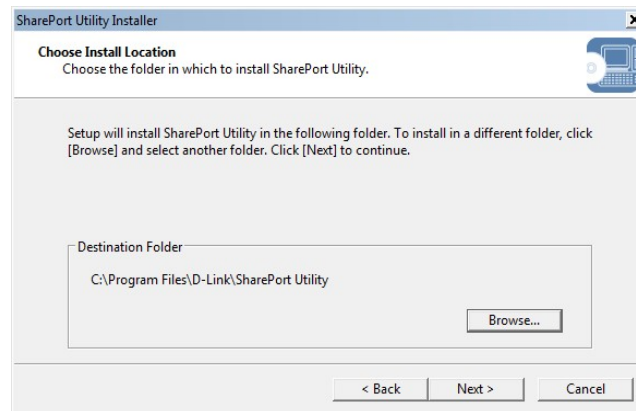 SharePort Utility Installer
Choose Install Location
Choose the folder in which to install SharePort Utility.
Setup will install SharePort Utility in the following folder. To install in a different folder, click
[Browse] and select another folder. Click [Next] to continue.
Destination Folder
C:\Program Files\D-Link\SharePort Utility
Browse...
< Back Next > Cancel